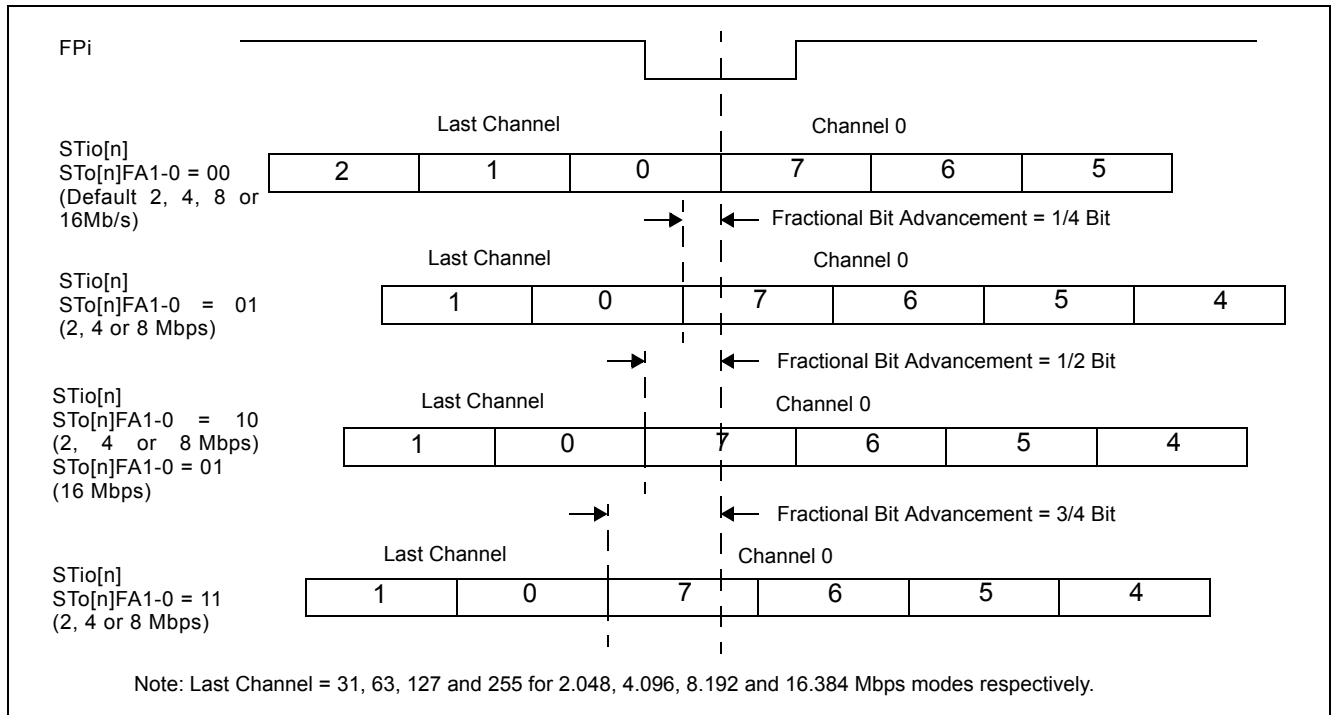 FPi
Last Channel Channel 0
STio[n]
STo[n]FA1-0 = 00
(Default 2, 4, 8 or
16Mb/s)
2 1 0 7 6 5
Fractional Bit Advancement = 1/4 Bit
Last Channel Channel 0
STio[n]
STo[n]FA1-0 = 01
(2, 4 or 8 Mbps)
1 0 7 6 5 4
Fractional Bit Advancement = 1/2 Bit
Last Channel Channel 0
STio[n]
STo[n]FA1-0 = 10
(2, 4 or 8 Mbps)
STo[n]FA1-0 = 01
(16 Mbps)
1 0 7 6 5 4
Fractional Bit Advancement = 3/4 Bit
Last Channel Channel 0
STio[n]
STo[n]FA1-0 = 11
(2, 4 or 8 Mbps)
1 0 7 6 5 4
Note: Last Channel = 31, 63, 127 and 255 for 2.048, 4.096, 8.192 and 16.384 Mbps modes respectively.